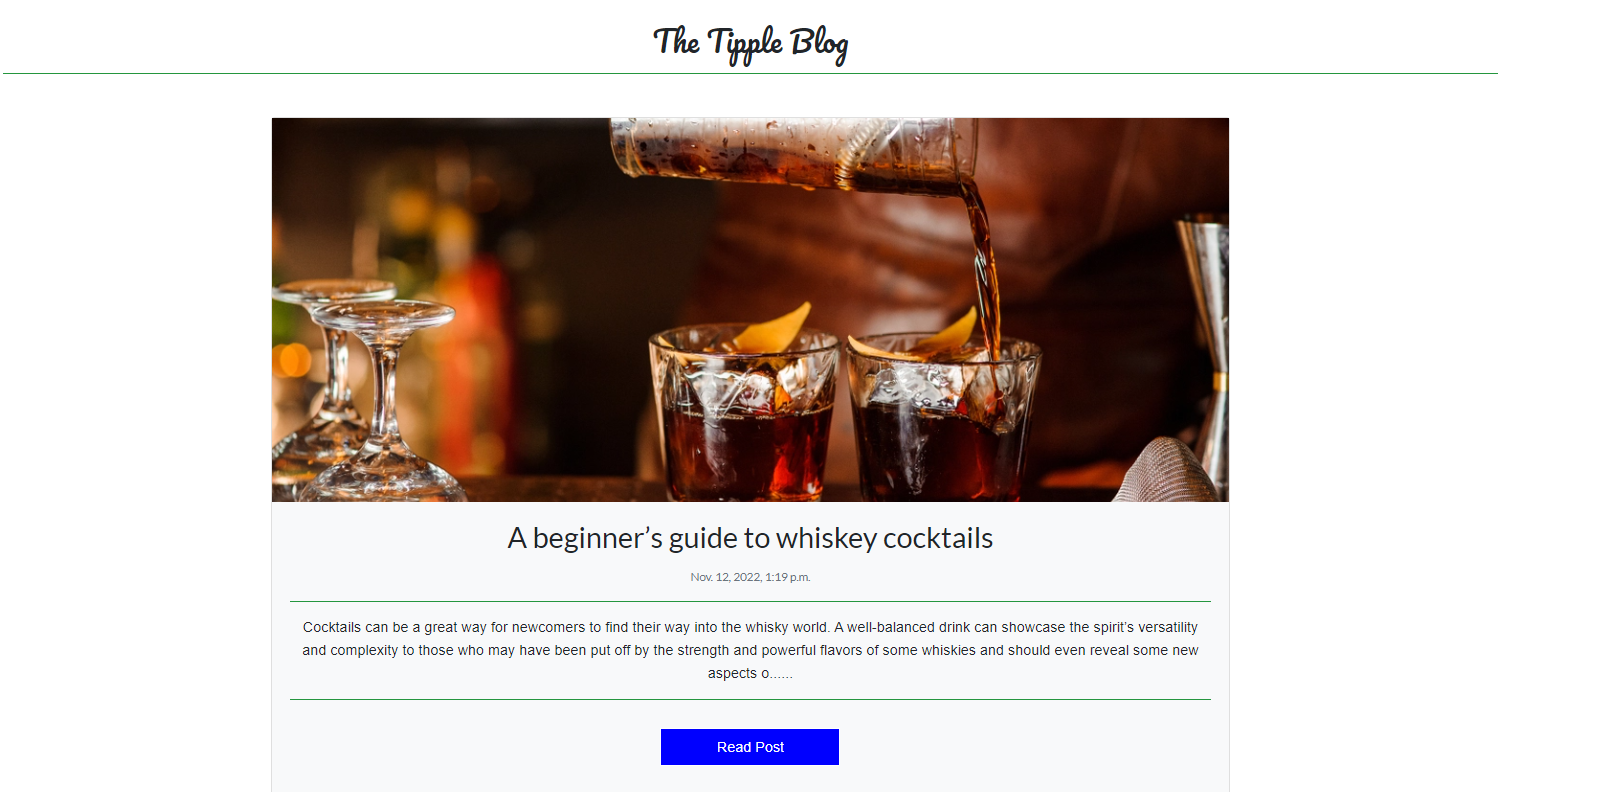 The Tipple Blog
A beginner’s guide to whiskey cocktails
Nov. 12, 2022, 1:19 p.m.
Cocktails can be a great way for newcomers to find their way into the whisky world. A well-balanced drink can showcase the spirit’s versatility
and complexity to those who may have been put off by the strength and powerful flavors of some whiskies and should even reveal some new
aspects o......
Read Post